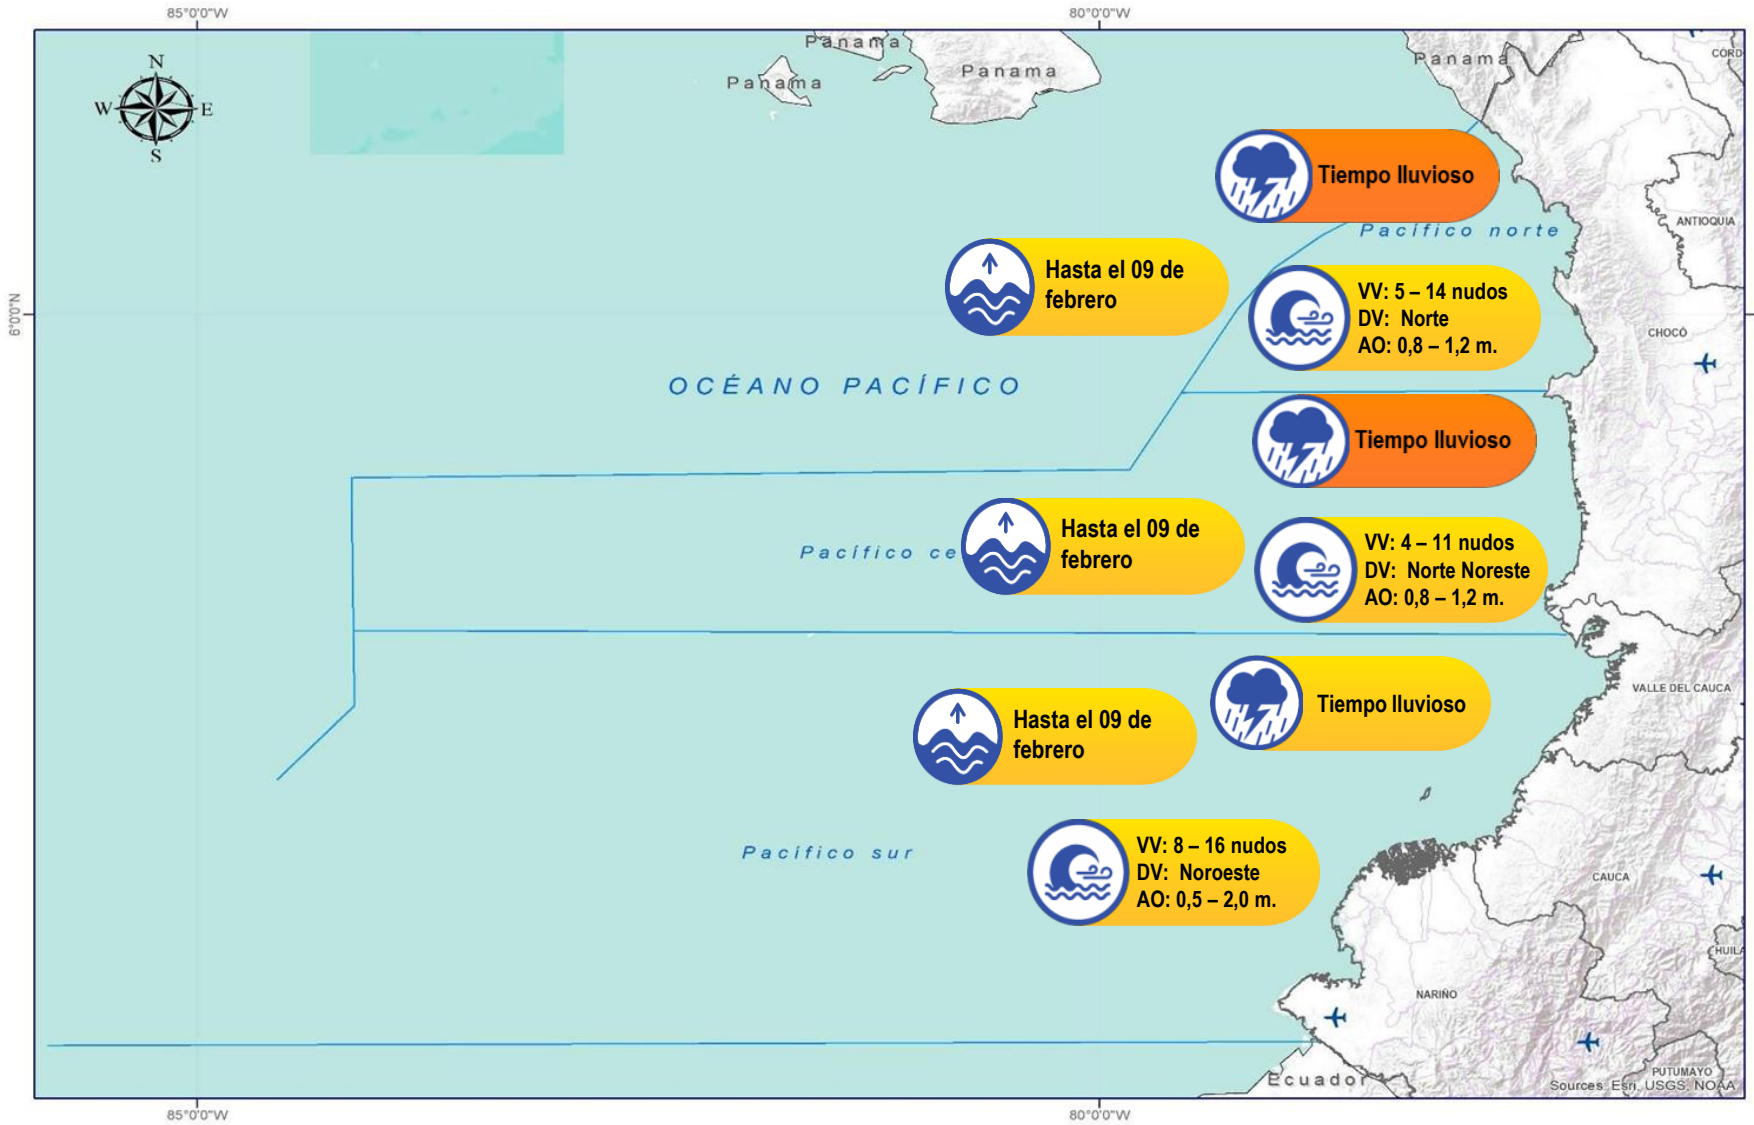 85°0'0"W
80°0'0"W
Panama
Panama
Panama
Panama
CÓRD
N
W
E
S
Tiempo lluvioso
ANTIOQUIA
Pacífico norte
Hasta el 09 de
febrero
VV: 5 – 14 nudos
DV: Norte
AO: 0,8 – 1,2 m.
6°0'0"N
CHOCÓ
OCÉANO PACÍFICO
Tiempo lluvioso
Hasta el 09 de
febrero
Pacífico ce
VV: 4 – 11 nudos
DV: Norte Noreste
AO: 0,8 – 1,2 m.
VALLE DEL CAUCA
Tiempo lluvioso
Hasta el 09 de
febrero
Pacífico sur
VV: 8 – 16 nudos
DV: Noroeste
AO: 0,5 – 2,0 m.
CAUCA
HUILA
NARIÑO
PUTUMAYO
Ecuador
Sources: Esri, USGS, NOAA
85°0'0"W
80°0'0"W